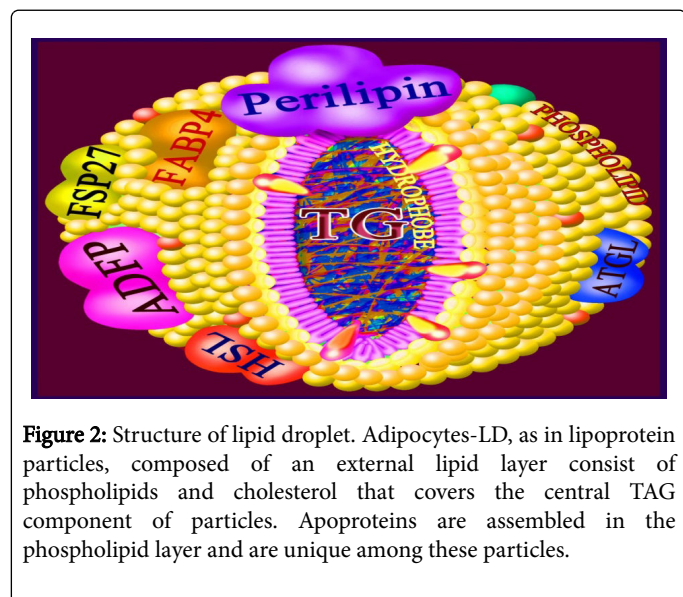 Perilipin
PHOSPHOLIPID
FABP4
FSP27
HYDROPHOBE
TG
ADFP
ATGL
HSL
Figure 2: Structure of lipid droplet. Adipocytes-LD, as in lipoprotein
particles, composed of an external lipid layer consist of
phospholipids and cholesterol that covers the central TAG
component of particles. Apoproteins are assembled in the
phospholipid layer and are unique among these particles.